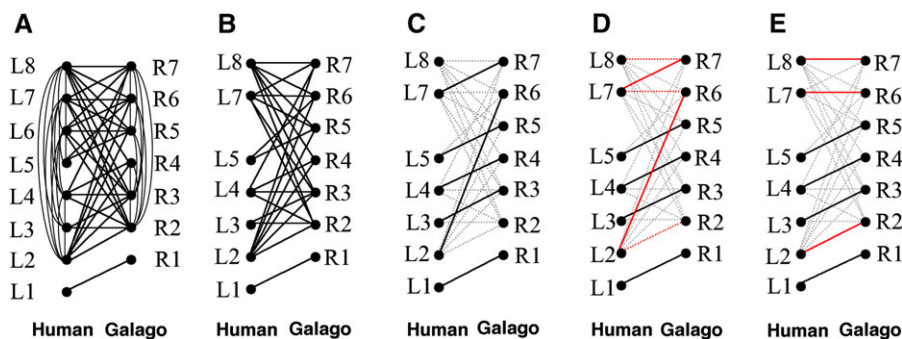 A B C D E
L8 R7 L8 R7 L8 R7 L8 R7 L8 R7
L7 R6 L7 R6 L7 R6 L7 R6 L7 R6
L6 R5 R5 R5 R5 R5
L5 R4 L5 R4 L5 R4 L5 R4 L5 R4
L4 R3 L4 R3 L4 R3 L4 R3 L4 R3
L3 R2 L3 R2 L3 R2 L3 R2 L3 R2
L2 R1 L2 R1 L2 R1 L2 R1 L2 R1
L1 L1 L1 L1 L1
Human Galago Human Galago Human Galago Human Galago Human Galago